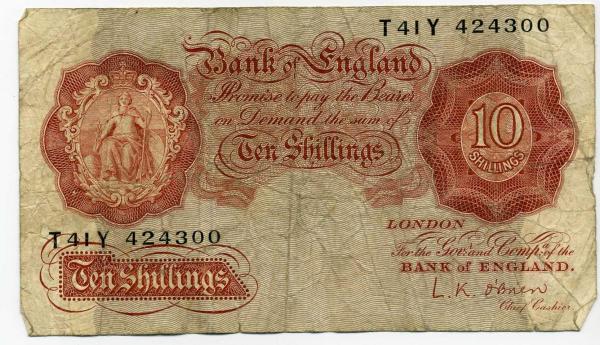 T41Y 424300
Bank of England
Promise to pay the Bearer
on Demand the sum of
Ten Shillings
10
SHILLINGS
T41Y 424300
Ten Shillings
LONDON
For the Govr. and Compa. of the
BANK of ENGLAND.
L.K. O'Brien
Chief Cashier.